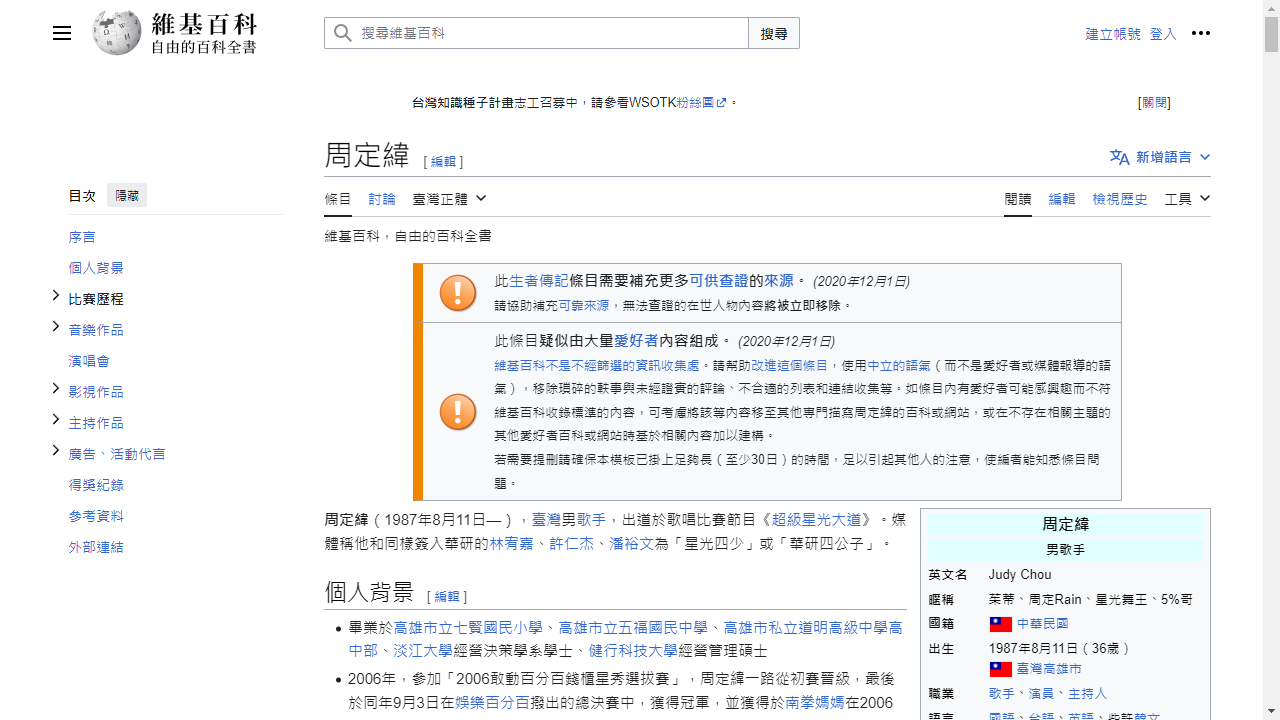 維基百科
自由的百科全書
搜尋維基百科
搜尋
建立帳號 登入
台灣知識種子計畫志工召募中，請參看WSOTK粉絲團。
[關閉]
周定緯 [編輯]
新增語言
目次 隱藏
序言
個人背景
比賽歷程
音樂作品
演唱會
影視作品
主持作品
廣告、活動代言
得獎紀錄
參考資料
外部連結
條目 討論 臺灣正體
閱讀 編輯 檢視歷史 工具
維基百科，自由的百科全書
此生者傳記條目需要補充更多可供查證的來源。 (2020年12月1日)
請協助補充可靠來源，無法查證的在世人物內容將被立即移除。
此條目疑似由大量愛好者內容組成。 (2020年12月1日)
維基百科不是不經篩選的資訊收集處。請幫助改進這個條目，使用中立的語氣（而不是愛好者或媒體報導的語
氣），移除瑣碎的軼事與未經證實的評論、不合適的列表和連結收集等。如條目內有愛好者可能感興趣而不符
維基百科收錄標準的內容，可考慮將該等內容移至其他專門描寫周定緯的百科或網站，或在不存在相關主題的
其他愛好者百科或網站時基於相關內容加以建構。
若需要提刪請確保本模板已掛上足夠長（至少30日）的時間，足以引起其他人的注意，使編者能知悉條目問
題。
周定緯（1987年8月11日—），臺灣男歌手，出道於歌唱比賽節目《超級星光大道》。媒
體稱他和同樣簽入華研的林宥嘉、許仁杰、潘裕文為「星光四少」或「華研四公子」。
個人背景 [編輯]
畢業於高雄市立七賢國民小學、高雄市立五福國民中學、高雄市私立道明高級中學高
中部、淡江大學經營決策學系學士、健行科技大學經營管理碩士
2006年，參加「2006敢動百分百錢櫃星秀選拔賽」，周定緯一路從初賽晉級，最後
於同年9月3日在娛樂百分百撥出的總決賽中，獲得冠軍，並獲得於南拳媽媽在2006
周定緯
男歌手
英文名 Judy Chou
暱稱 茱蒂、周定Rain、星光舞王、5%哥
國籍 中華民國
出生 1987年8月11日（36歲）
臺灣高雄市
職業 歌手、演員、主持人
語言 國語、台語、英語、些許韓文